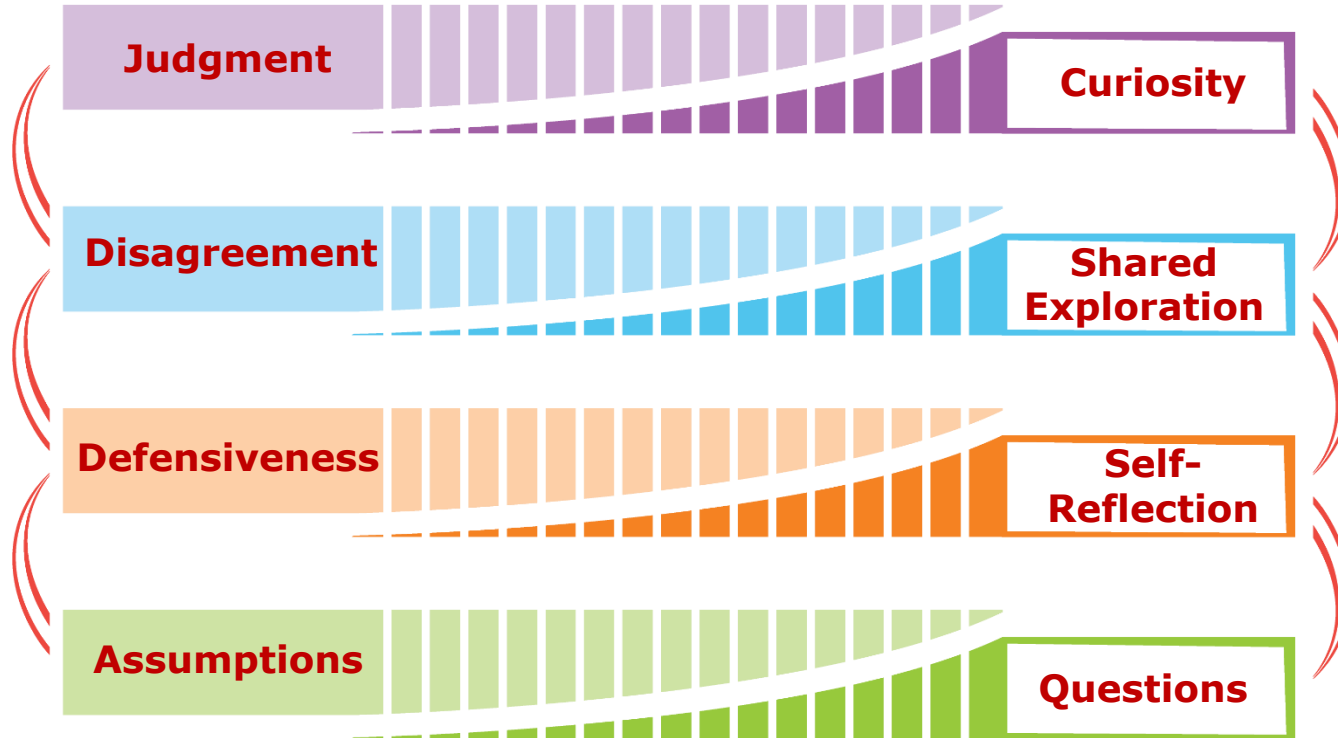 Judgment
Curiosity
Disagreement
Shared
Exploration
Defensiveness
Self-
Reflection
Assumptions
Questions